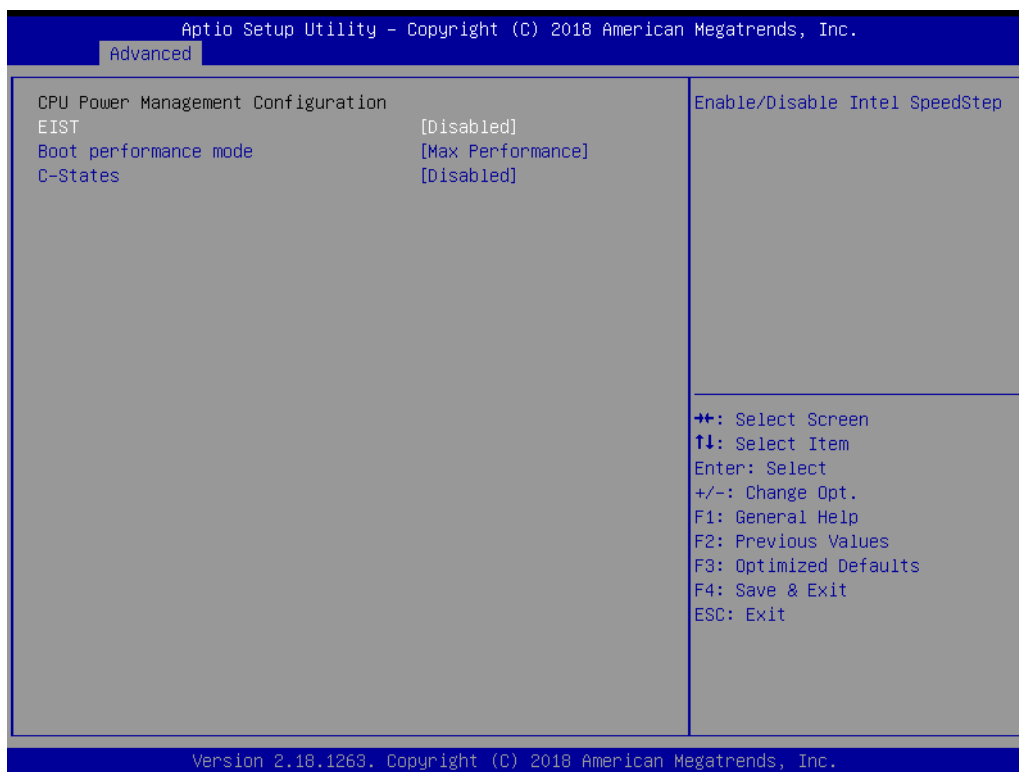 Aptio Setup Utility – Copyright (C) 2018 American Megatrends, Inc.
Advanced
CPU Power Management Configuration
EIST [Disabled]
Boot performance mode [Max Performance]
C-States [Disabled]
Enable/Disable Intel SpeedStep
→←: Select Screen
↑↓: Select Item
Enter: Select
+/-: Change Opt.
F1: General Help
F2: Previous Values
F3: Optimized Defaults
F4: Save & Exit
ESC: Exit
Version 2.18.1263. Copyright (C) 2018 American Megatrends, Inc.